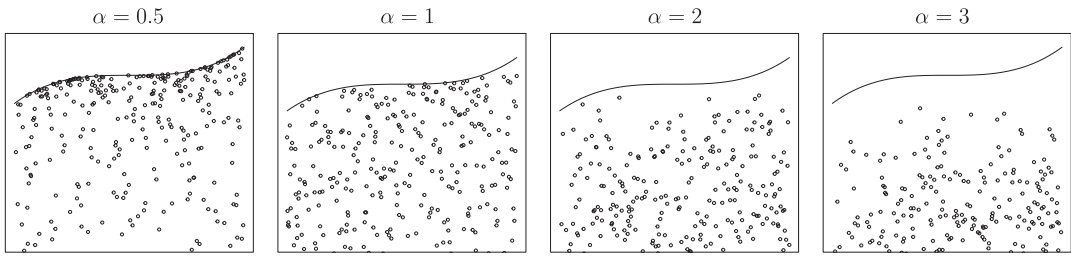 α = 0.5
α = 1
α = 2
α = 3